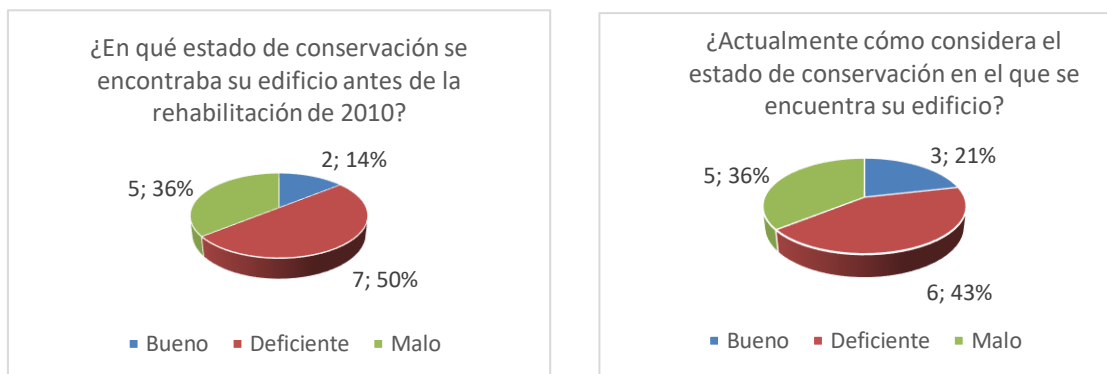 ¿En qué estado de conservación se
encontraba su edificio antes de la
rehabilitación de 2010?
2; 14%
5; 36%
7; 50%
Bueno Deficiente Malo
¿Actualmente cómo considera el
estado de conservación en el que se
encuentra su edificio?
3; 21%
5; 36%
6; 43%
Bueno Deficiente Malo